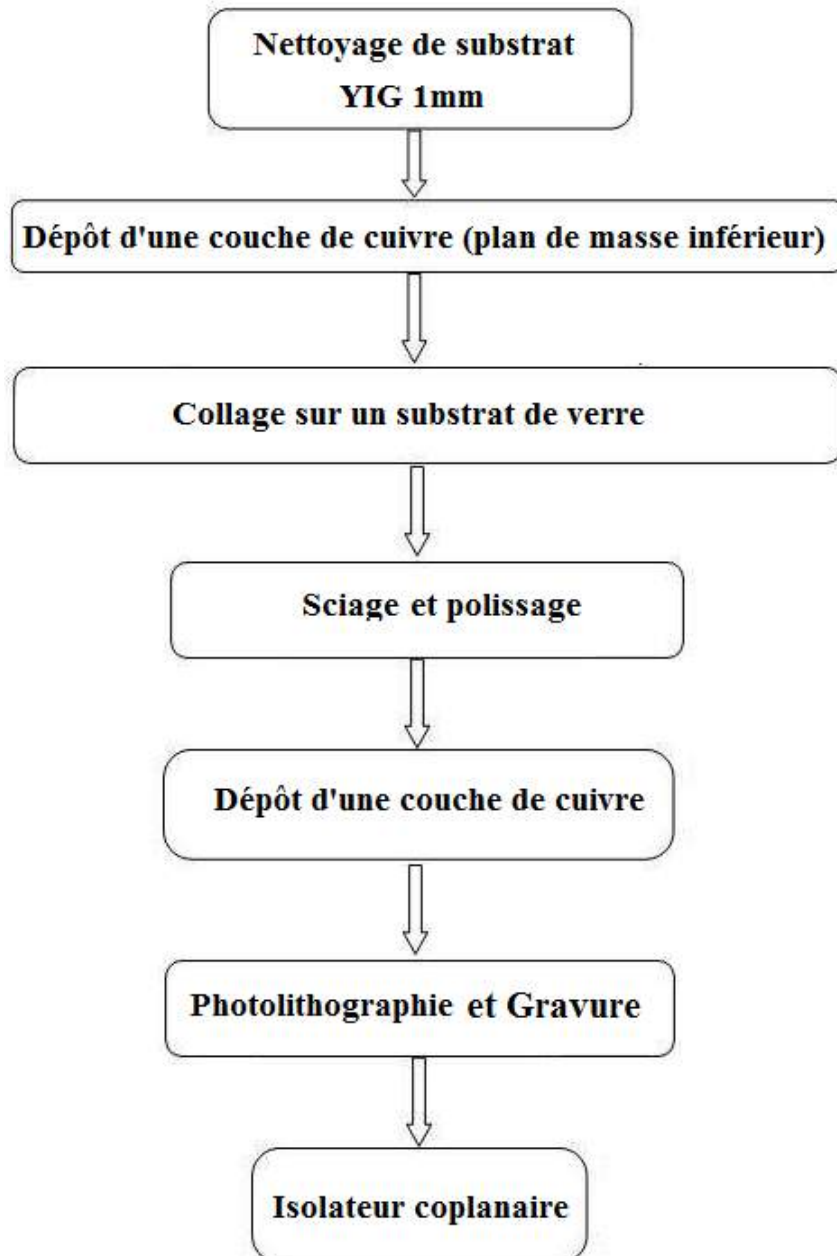 Nettoyage de substrat
YIG 1mm
Dépôt d'une couche de cuivre (plan de masse inférieur)
Collage sur un substrat de verre
Sciage et polissage
Dépôt d'une couche de cuivre
Photolithographie et Gravure
Isolateur coplanaire